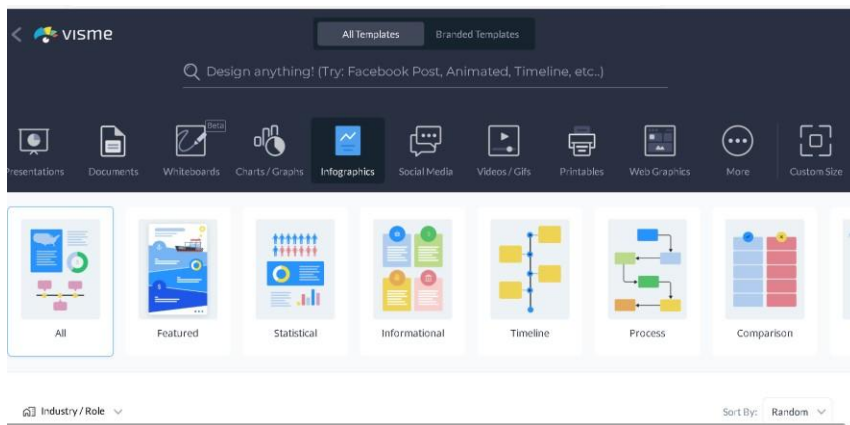 visme
All Templates Branded Templates
Design anything! (Try: Facebook Post, Animated, Timeline, etc..)
Beta
Presentations Documents Whiteboards Charts / Graphs Infographics Social Media Videos / Gifs Printables Web Graphics More Custom Size
All Featured Statistical Informational Timeline Process Comparison
Industry / Role Sort By: Random